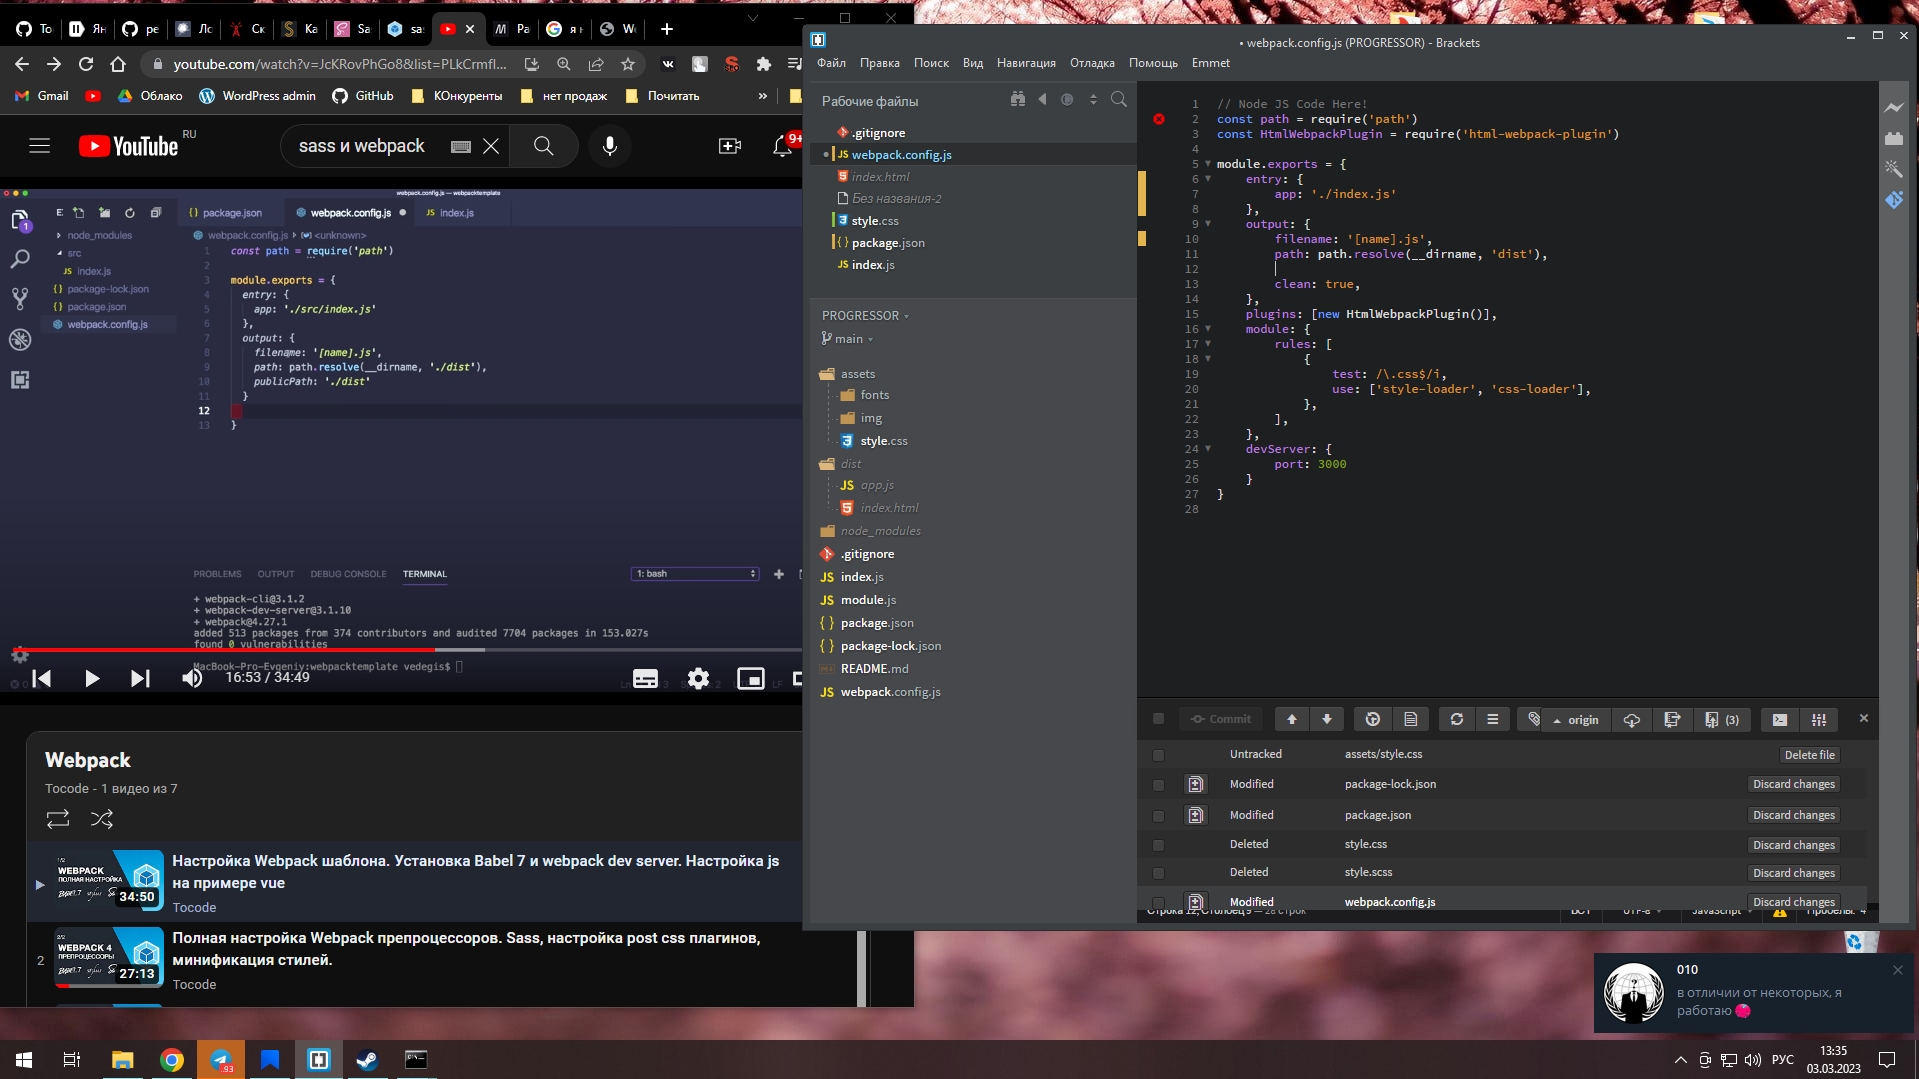 To
Ян
ре
Ло
Ск
Ка
Sa
sa
Pa
я н
We
youtube.com/watch?v=JcKRovPhGo8&list=PLkCrmfl...
Gmail
Облако
WordPress admin
GitHub
КОнкуренты
нет продаж
Почитать
»
YouTube
RU
sass и webpack
9+
webpack.config.js — webpacktemplate
E
package.json
webpack.config.js
JS index.js
node_modules
src
JS index.js
package-lock.json
package.json
webpack.config.js
webpack.config.js › <unknown>
1 const path = require('path')
2
3 module.exports = {
4 entry: {
5 app: './src/index.js'
6 },
7 output: {
8 filename: '[name].js',
9 path: path.resolve(__dirname, './dist'),
10 publicPath: './dist'
11 }
12
13 }
PROBLEMS
OUTPUT
DEBUG CONSOLE
TERMINAL
1: bash
+ webpack-cli@3.1.2
+ webpack-dev-server@3.1.10
+ webpack@4.27.1
added 513 packages from 374 contributors and audited 7704 packages in 153.027s
found 0 vulnerabilities
MacBook-Pro-Evgeniy:webpacktemplate vedegis$
16:53 / 34:49
Webpack
Tocode - 1 видео из 7
WEBPACK
ПОЛНАЯ НАСТРОЙКА
34:50
Настройка Webpack шаблона. Установка Babel 7 и webpack dev server. Настройка js
на примере vue
Tocode
2
WEBPACK 4
ПРЕПРОЦЕССОРЫ
27:13
Полная настройка Webpack препроцессоров. Sass, настройка post css плагинов,
минификация стилей.
Tocode
• webpack.config.js (PROGRESSOR) - Brackets
Файл
Правка
Поиск
Вид
Навигация
Отладка
Помощь
Emmet
Рабочие файлы
.gitignore
JS webpack.config.js
index.html
Без названия-2
style.css
package.json
JS index.js
PROGRESSOR
main
assets
fonts
img
style.css
dist
JS app.js
index.html
node_modules
.gitignore
JS index.js
JS module.js
package.json
package-lock.json
README.md
JS webpack.config.js
1 // Node JS Code Here!
2 const path = require('path')
3 const HtmlWebpackPlugin = require('html-webpack-plugin')
4
5 module.exports = {
6 entry: {
7 app: './index.js'
8 },
9 output: {
10 filename: '[name].js',
11 path: path.resolve(__dirname, 'dist'),
12
13 clean: true,
14 },
15 plugins: [new HtmlWebpackPlugin()],
16 module: {
17 rules: [
18 {
19 test: /\.css$/i,
20 use: ['style-loader', 'css-loader'],
21 },
22 ],
23 },
24 devServer: {
25 port: 3000
26 }
27 }
28
Commit
origin
(3)
Untracked assets/style.css Delete file
Modified package-lock.json Discard changes
Modified package.json Discard changes
Deleted style.css Discard changes
Deleted style.scss Discard changes
Modified webpack.config.js Discard changes
Строка 12, Столбец 9 — 28 строк
ВСТ
UTF-8
JavaScript
Пробелы: 4
010
в отличии от некоторых, я
работаю
93
РУС
13:35
03.03.2023